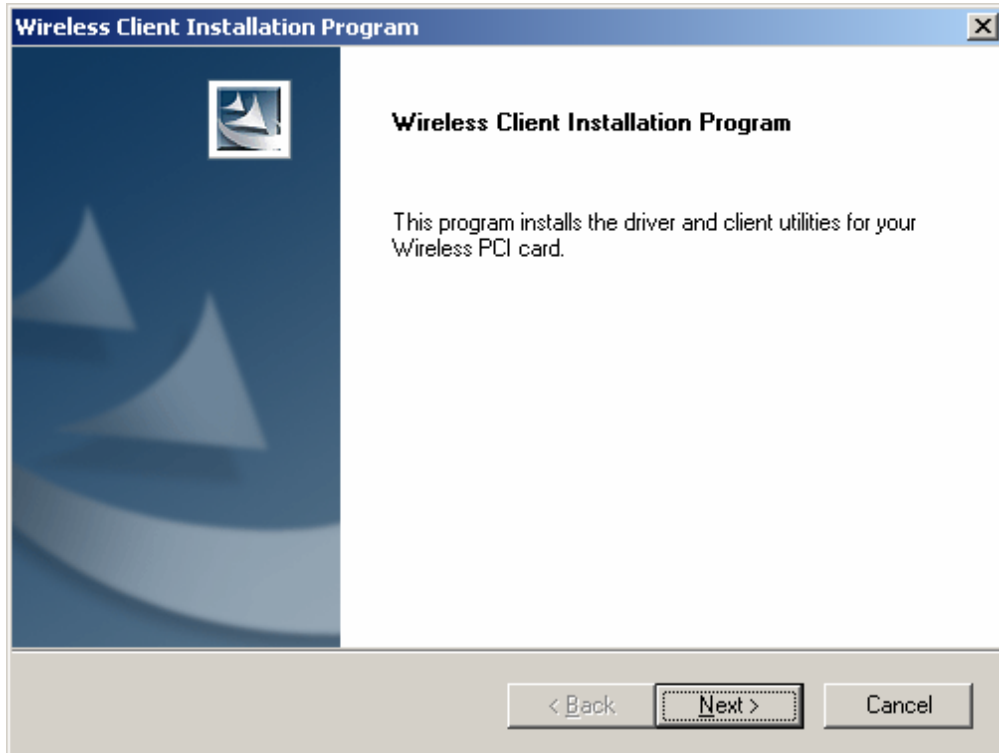 Wireless Client Installation Program
Wireless Client Installation Program
This program installs the driver and client utilities for your
Wireless PCI card.
< Back
Next >
Cancel